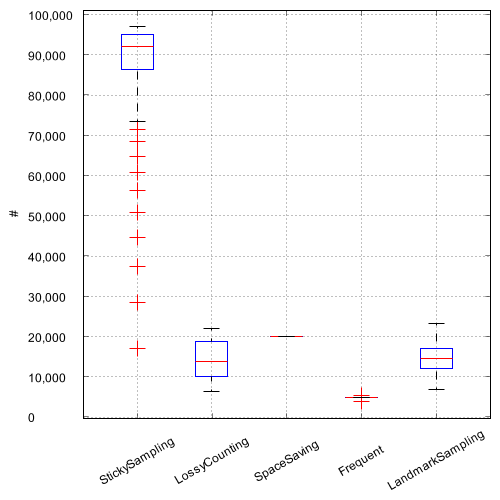 100,000
90,000
80,000
70,000
60,000
50,000
#
40,000
30,000
20,000
10,000
0
StickySampling
LossyCounting
SpaceSaving
Frequent
LandmarkSampling